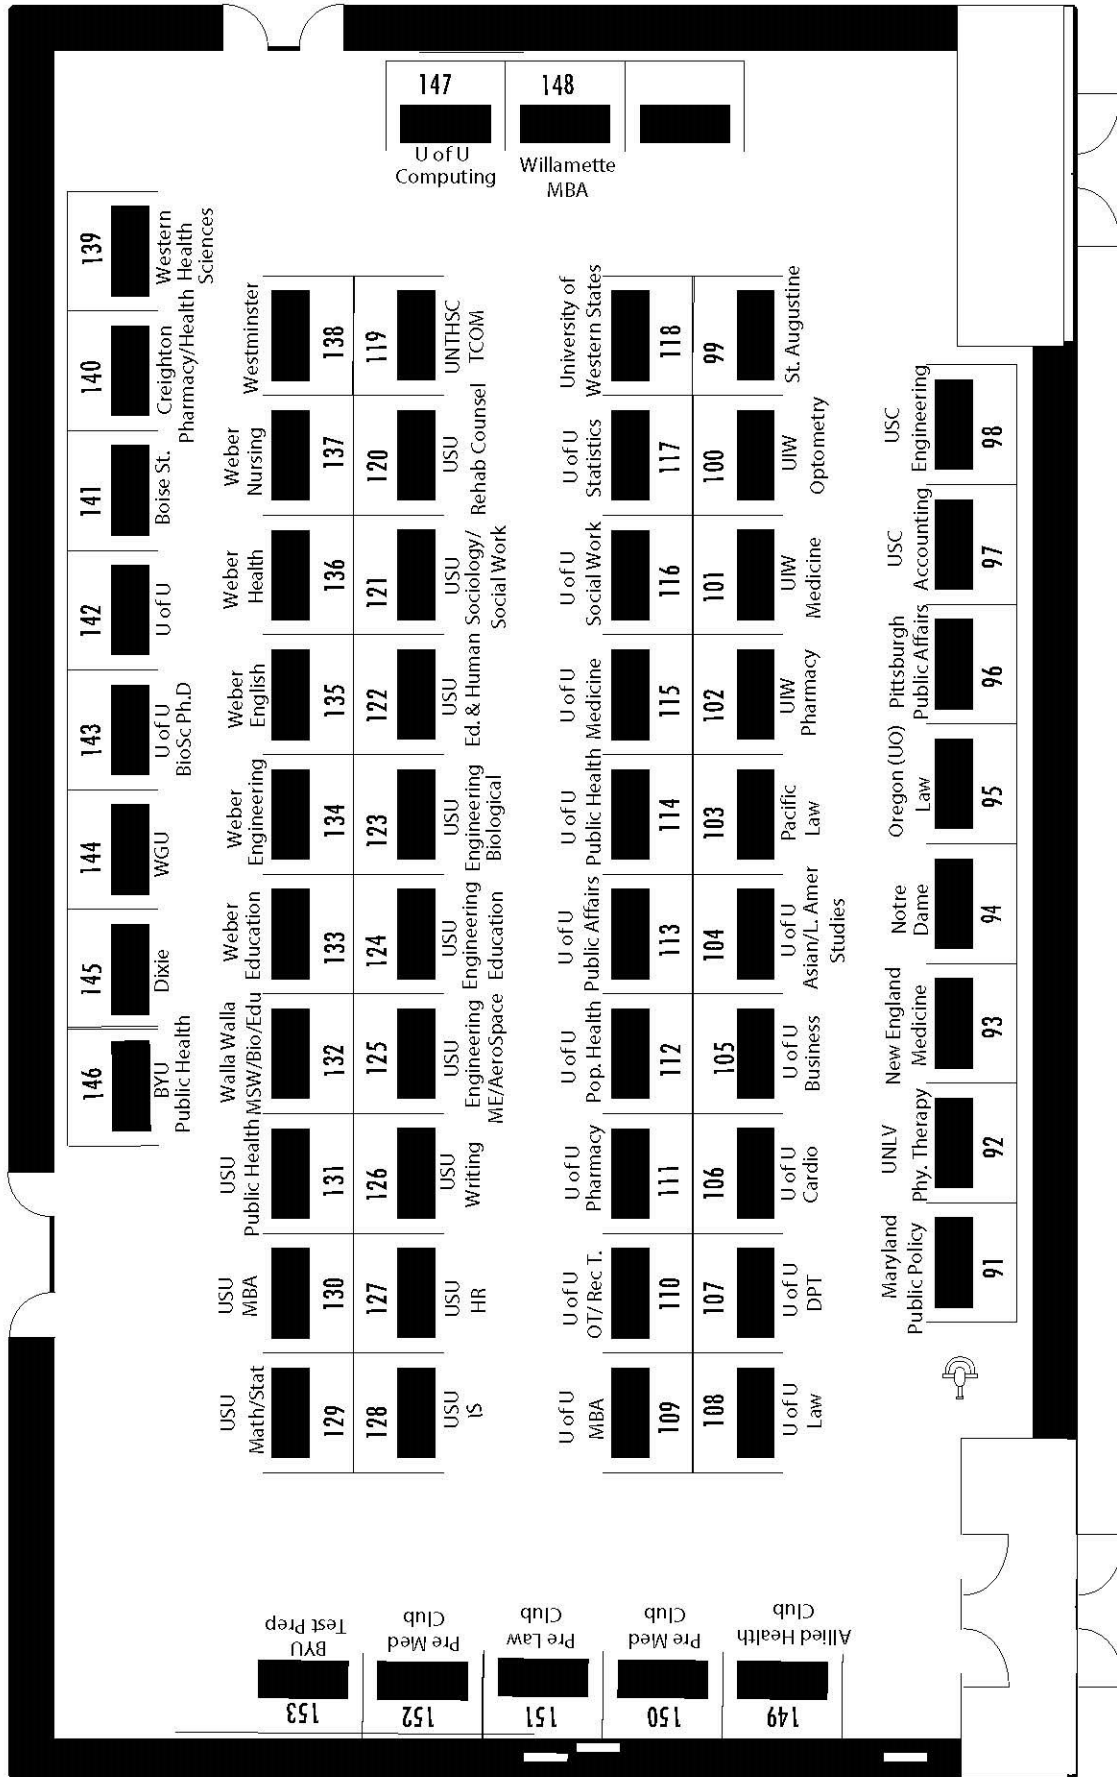 147
U of U
Computing
148
Willamette
MBA
139
Western
Health
Sciences
140
Creighton
Pharmacy/Health
141
Boise St.
142
U of U
143
U of U
BioSc Ph.D
144
WGU
145
Dixie
146
BYU
Public Health
Westminster
138
Weber
Nursing
137
Weber
Health
136
Weber
English
135
Weber
Engineering
134
Weber
Education
133
Walla Walla
MSW/Bio/Edu
132
USU
Public Health
131
USU
MBA
130
USU
Math/Stat
129
119
UNTHSC
TCOM
120
USU
Rehab Counsel
121
USU
Sociology/
Social Work
122
USU
Ed. & Human
123
USU
Engineering
Biological
124
USU
Engineering
Education
125
USU
Engineering
ME/AeroSpace
126
USU
Writing
127
USU
HR
128
USU
IS
University of
Western States
118
U of U
Statistics
117
U of U
Social Work
116
U of U
Medicine
115
U of U
Public Health
114
U of U
Public Affairs
113
U of U
Pop. Health
112
U of U
Pharmacy
111
U of U
OT/ Rec T.
110
U of U
MBA
109
99
St. Augustine
100
UIW
Optometry
101
UIW
Medicine
102
UIW
Pharmacy
103
Pacific
Law
104
U of U
Asian/L. Amer
Studies
105
U of U
Business
106
U of U
Cardio
107
U of U
DPT
108
U of U
Law
USC
Engineering
98
USC
Accounting
97
Pittsburgh
Public Affairs
96
Oregon (UO)
Law
95
Notre
Dame
94
New England
Medicine
93
UNLV
Phy. Therapy
92
Maryland
Public Policy
91
153
BYU
Test Prep
152
Pre Med
Club
151
Pre Law
Club
150
Pre Med
Club
149
Allied Health
Club